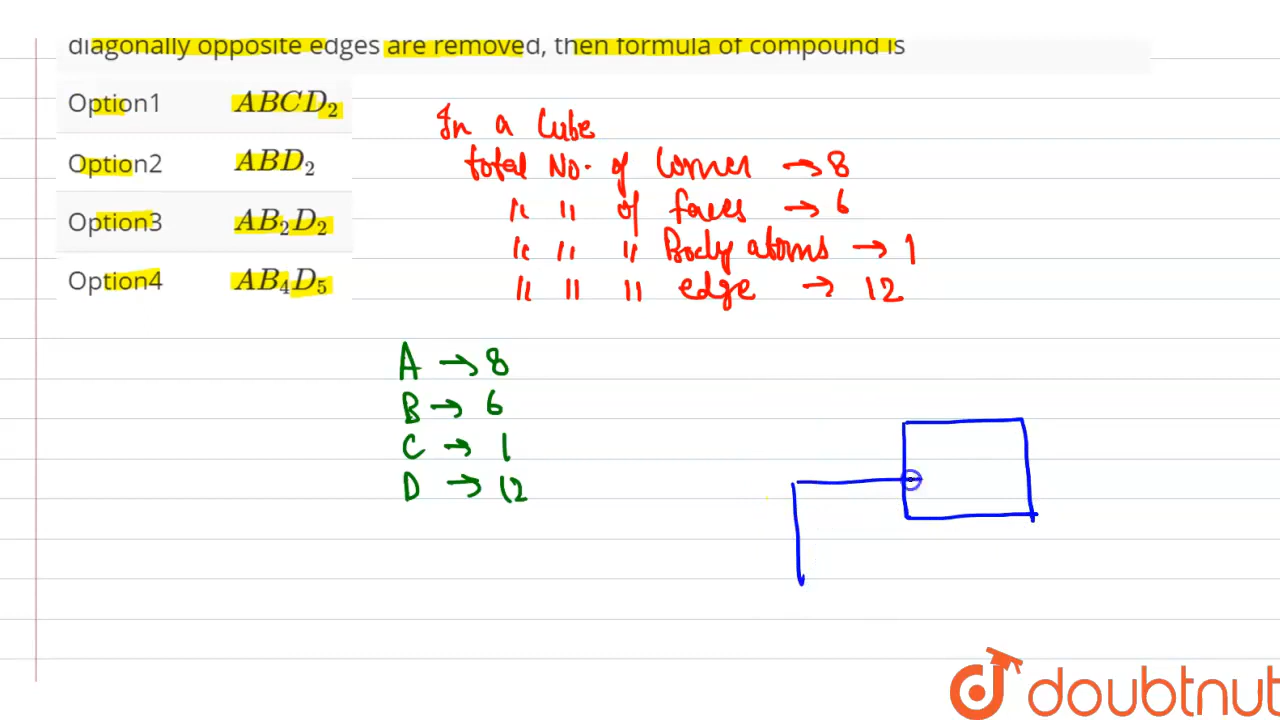 diagonally opposite edges are removed, then formula of compound is
Option1 ABCD₂
Option2 ABD₂
Option3 AB₂D₂
Option4 AB₄D₅
In a Cube
total No. of Corner → 8
" " of faces → 6
" " " Body atoms → 1
" " " edge → 12
A → 8
B → 6
C → 1
D → 12
doubtnut